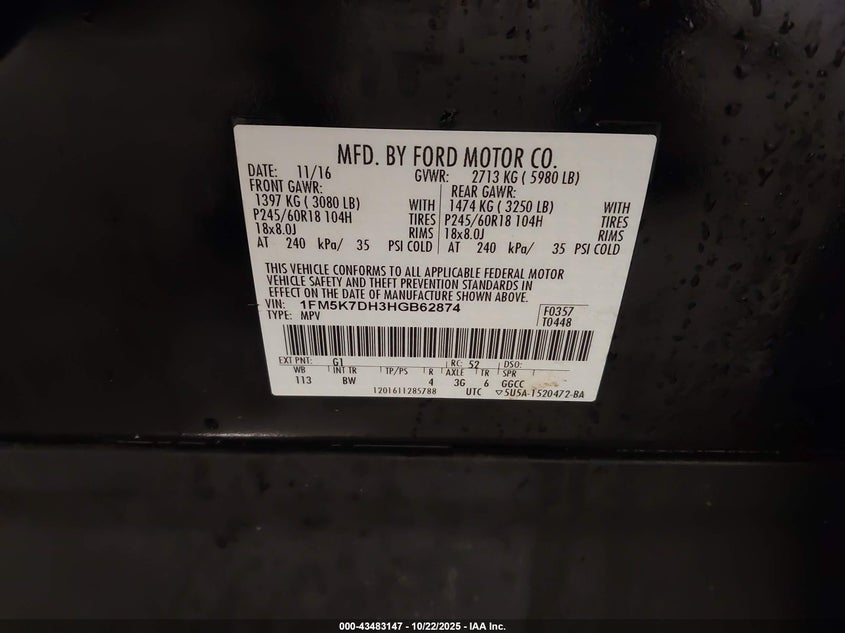 MFD. BY FORD MOTOR CO.
DATE: 11/16 GVWR: 2713 KG ( 5980 LB)
FRONT GAWR: REAR GAWR:
1397 KG ( 3080 LB) WITH 1474 KG ( 3250 LB) WITH
P245/60R18 104H TIRES P245/60R18 104H TIRES
18x8.0J RIMS 18x8.0J RIMS
AT 240 kPa/ 35 PSI COLD AT 240 kPa/ 35 PSI COLD
THIS VEHICLE CONFORMS TO ALL APPLICABLE FEDERAL MOTOR
VEHICLE SAFETY AND THEFT PREVENTION STANDARDS IN
EFFECT ON THE DATE OF MANUFACTURE SHOWN ABOVE.
VIN: 1FM5K7DH3HGB62874 F0357
TYPE: MPV T0448
EXT PNT: G1 RC: 52 DSO:
WB INT TR TP/PS R AXLE TR SPR
113 BW 4 3G 6 GGCC
1201611285788 UTC ▽5U5A-1520472-BA
000-43483147 - 10/22/2025 - IAA Inc.